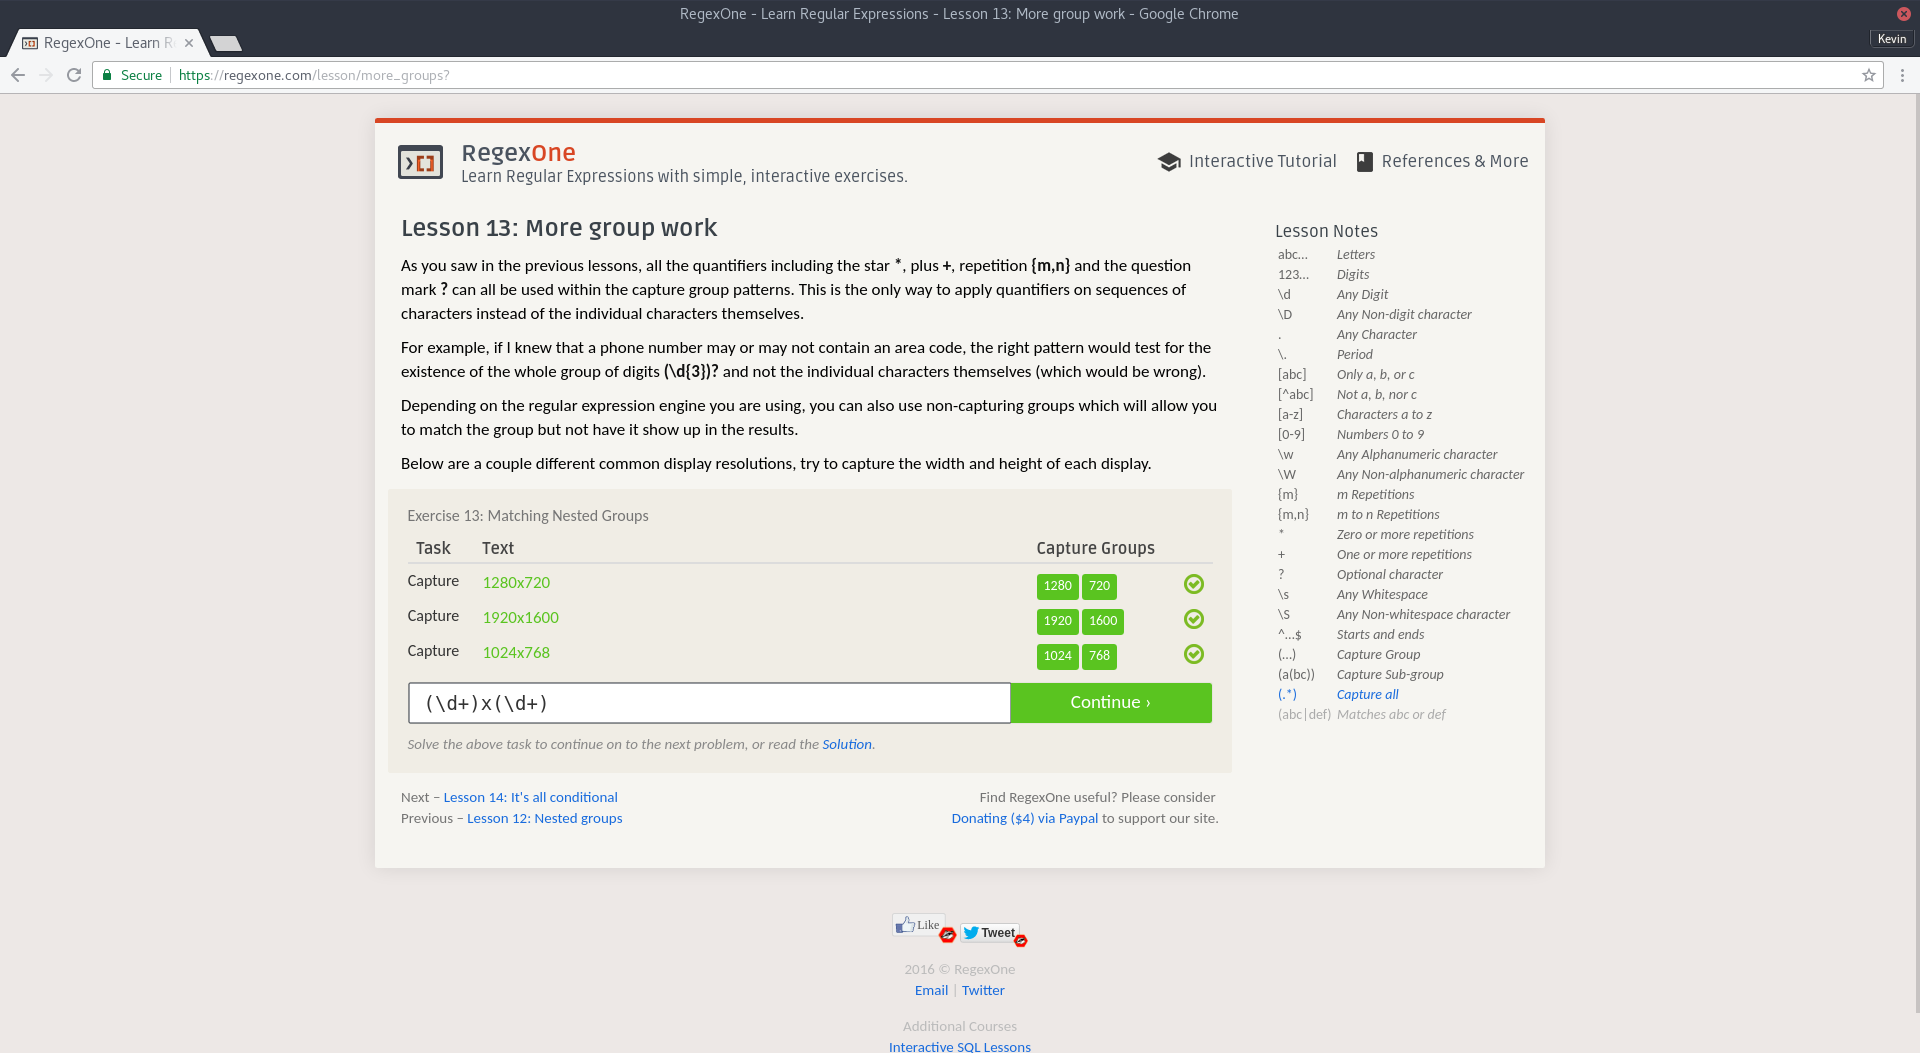 RegexOne - Learn Regular Expressions - Lesson 13: More group work - Google Chrome
RegexOne - Learn R
Kevin
Secure
https://regexone.com/lesson/more_groups?
RegexOne
Learn Regular Expressions with simple, interactive exercises.
Interactive Tutorial
References & More
Lesson 13: More group work
As you saw in the previous lessons, all the quantifiers including the star *, plus +, repetition {m,n} and the question
mark ? can all be used within the capture group patterns. This is the only way to apply quantifiers on sequences of
characters instead of the individual characters themselves.
For example, if I knew that a phone number may or may not contain an area code, the right pattern would test for the
existence of the whole group of digits (\d{3})? and not the individual characters themselves (which would be wrong).
Depending on the regular expression engine you are using, you can also use non-capturing groups which will allow you
to match the group but not have it show up in the results.
Below are a couple different common display resolutions, try to capture the width and height of each display.
Exercise 13: Matching Nested Groups
Task Text Capture Groups
Capture 1280x720 1280 720
Capture 1920x1600 1920 1600
Capture 1024x768 1024 768
(\d+)x(\d+)
Continue ›
Solve the above task to continue on to the next problem, or read the Solution.
Next – Lesson 14: It's all conditional
Previous – Lesson 12: Nested groups
Find RegexOne useful? Please consider
Donating ($4) via Paypal to support our site.
Lesson Notes
abc... Letters
123... Digits
\d Any Digit
\D Any Non-digit character
. Any Character
\. Period
[abc] Only a, b, or c
[^abc] Not a, b, nor c
[a-z] Characters a to z
[0-9] Numbers 0 to 9
\w Any Alphanumeric character
\W Any Non-alphanumeric character
{m} m Repetitions
{m,n} m to n Repetitions
* Zero or more repetitions
+ One or more repetitions
? Optional character
\s Any Whitespace
\S Any Non-whitespace character
^...$ Starts and ends
(...) Capture Group
(a(bc)) Capture Sub-group
(.*) Capture all
(abc|def) Matches abc or def
Like
Tweet
2016 © RegexOne
Email | Twitter
Additional Courses
Interactive SQL Lessons